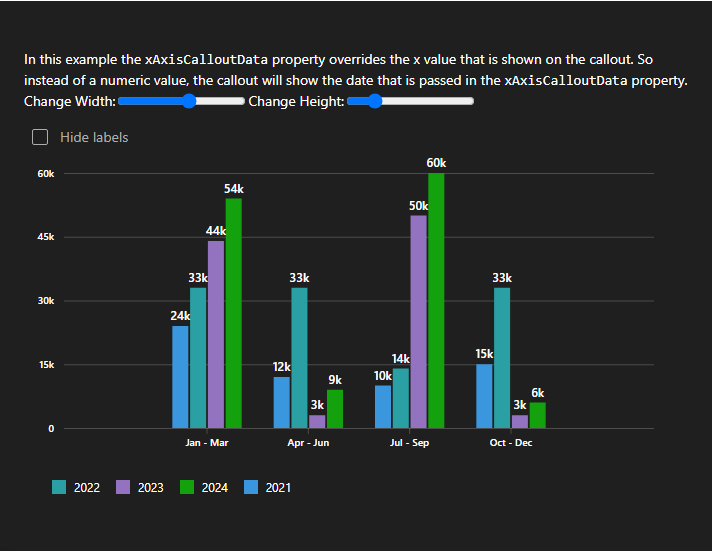 In this example the xAxisCalloutData property overrides the x value that is shown on the callout. So
instead of a numeric value, the callout will show the date that is passed in the xAxisCalloutData property.
Change Width: Change Height:
Hide labels
60k
45k
30k
15k
0
24k 33k 44k 54k
12k 33k 3k 9k
10k 14k 50k 60k
15k 33k 3k 6k
Jan - Mar Apr - Jun Jul - Sep Oct - Dec
2022 2023 2024 2021